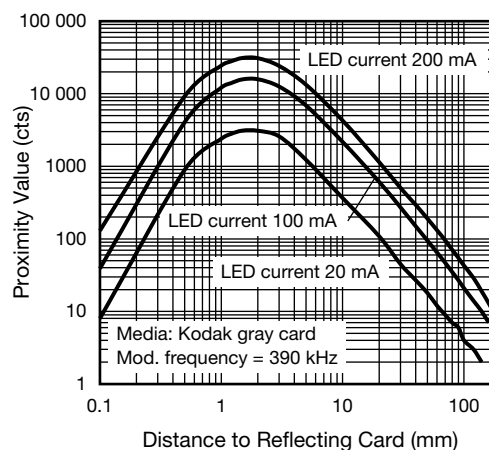 100 000
10 000
1000
100
10
1
Proximity Value (cts)
LED current 200 mA
LED current 100 mA
LED current 20 mA
Media: Kodak gray card
Mod. frequency = 390 kHz
0.1 1 10 100
Distance to Reflecting Card (mm)